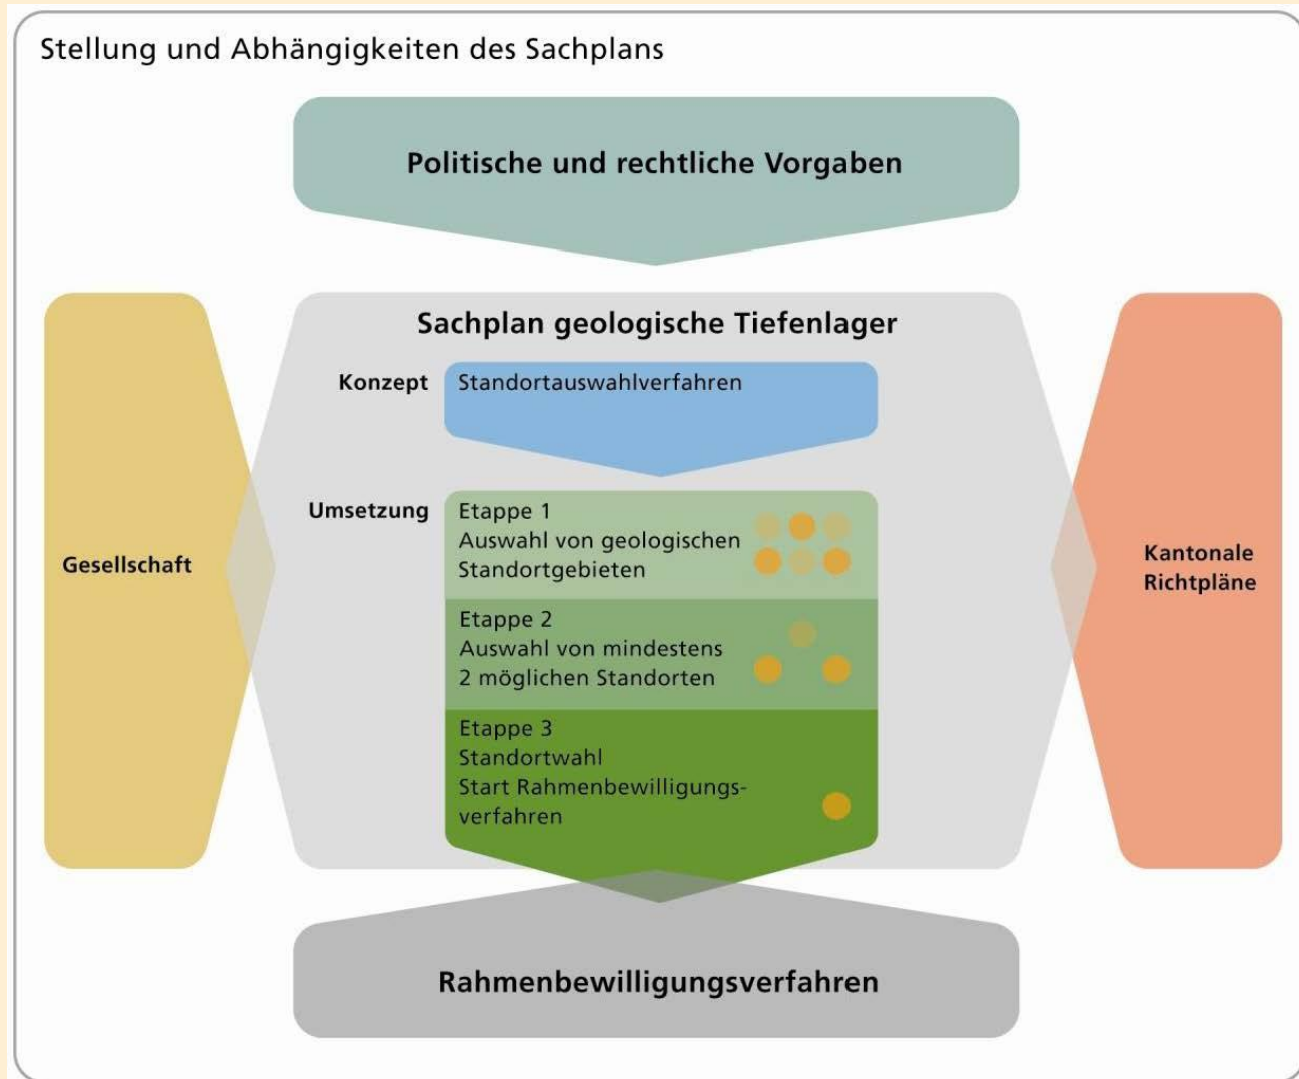 Stellung und Abhängigkeiten des Sachplans
Politische und rechtliche Vorgaben
Sachplan geologische Tiefenlager
Konzept
Standortauswahlverfahren
Umsetzung
Etappe 1
Auswahl von geologischen
Standortgebieten
Etappe 2
Auswahl von mindestens
2 möglichen Standorten
Etappe 3
Standortwahl
Start Rahmenbewilligungs-
verfahren
Gesellschaft
Kantonale
Richtpläne
Rahmenbewilligungsverfahren